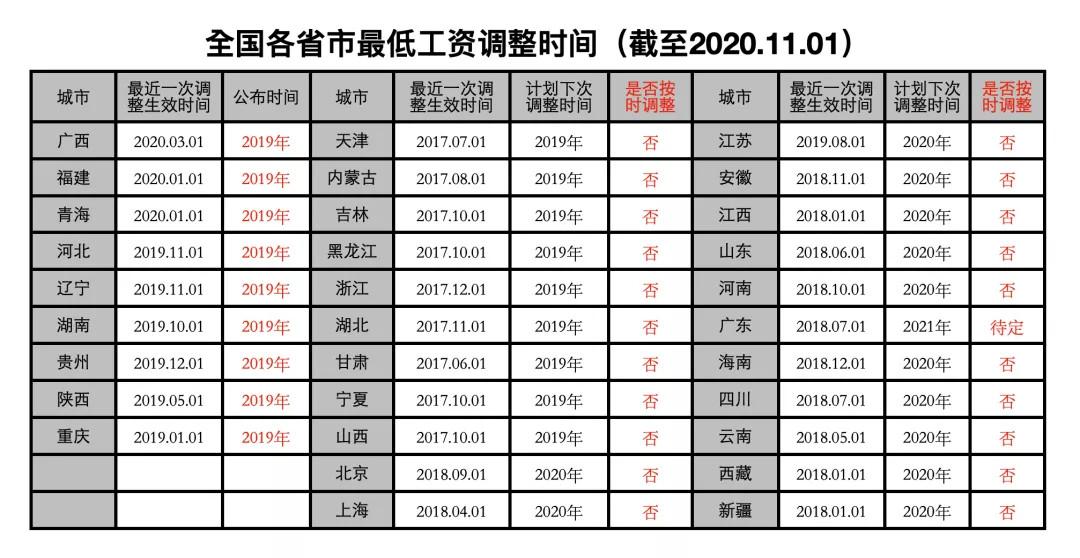 全国各省市最低工资调整时间（截至2020.11.01）
城市 最近一次调整生效时间 公布时间 城市 最近一次调整生效时间 计划下次调整时间 是否按时调整 城市 最近一次调整生效时间 计划下次调整时间 是否按时调整
广西 2020.03.01 2019年 天津 2017.07.01 2019年 否 江苏 2019.08.01 2020年 否
福建 2020.01.01 2019年 内蒙古 2017.08.01 2019年 否 安徽 2018.11.01 2020年 否
青海 2020.01.01 2019年 吉林 2017.10.01 2019年 否 江西 2018.01.01 2020年 否
河北 2019.11.01 2019年 黑龙江 2017.10.01 2019年 否 山东 2018.06.01 2020年 否
辽宁 2019.11.01 2019年 浙江 2017.12.01 2019年 否 河南 2018.10.01 2020年 否
湖南 2019.10.01 2019年 湖北 2017.11.01 2019年 否 广东 2018.07.01 2021年 待定
贵州 2019.12.01 2019年 甘肃 2017.06.01 2019年 否 海南 2018.12.01 2020年 否
陕西 2019.05.01 2019年 宁夏 2017.10.01 2019年 否 四川 2018.07.01 2020年 否
重庆 2019.01.01 2019年 山西 2017.10.01 2019年 否 云南 2018.05.01 2020年 否
北京 2018.09.01 2020年 否 西藏 2018.01.01 2020年 否
上海 2018.04.01 2020年 否 新疆 2018.01.01 2020年 否